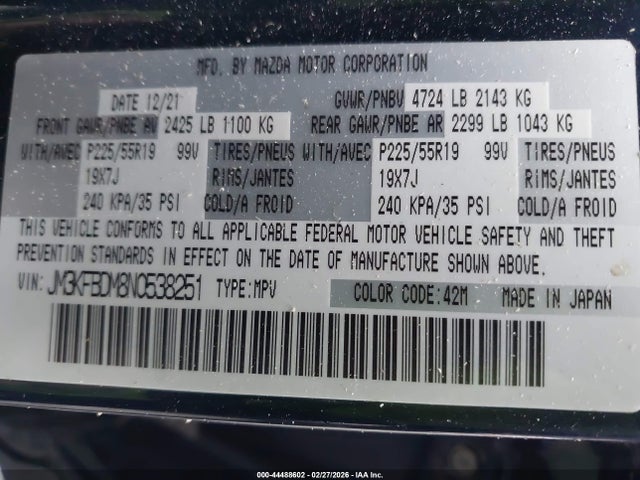 MFD. BY MAZDA MOTOR CORPORATION
DATE 12/21 GVWR/PNBV 4724 LB 2143 KG
FRONT GAWR/PNBE AV 2425 LB 1100 KG REAR GAWR/PNBE AR 2299 LB 1043 KG
WITH/AVEC P225/55R19 99V TIRES/PNEUS WITH/AVEC P225/55R19 99V TIRES/PNEUS
19X7J RIMS/JANTES 19X7J RIMS/JANTES
240 KPA/35 PSI COLD/A FROID 240 KPA/35 PSI COLD/A FROID
THIS VEHICLE CONFORMS TO ALL APPLICABLE FEDERAL MOTOR VEHICLE SAFETY AND THEFT
PREVENTION STANDARDS IN EFFECT ON THE DATE OF MANUFACTURE SHOWN ABOVE.
VIN: JM3KFBDM8N0538251 TYPE:MPV COLOR CODE:42M MADE IN JAPAN
000-44488602 - 02/27/2026 - IAA Inc.